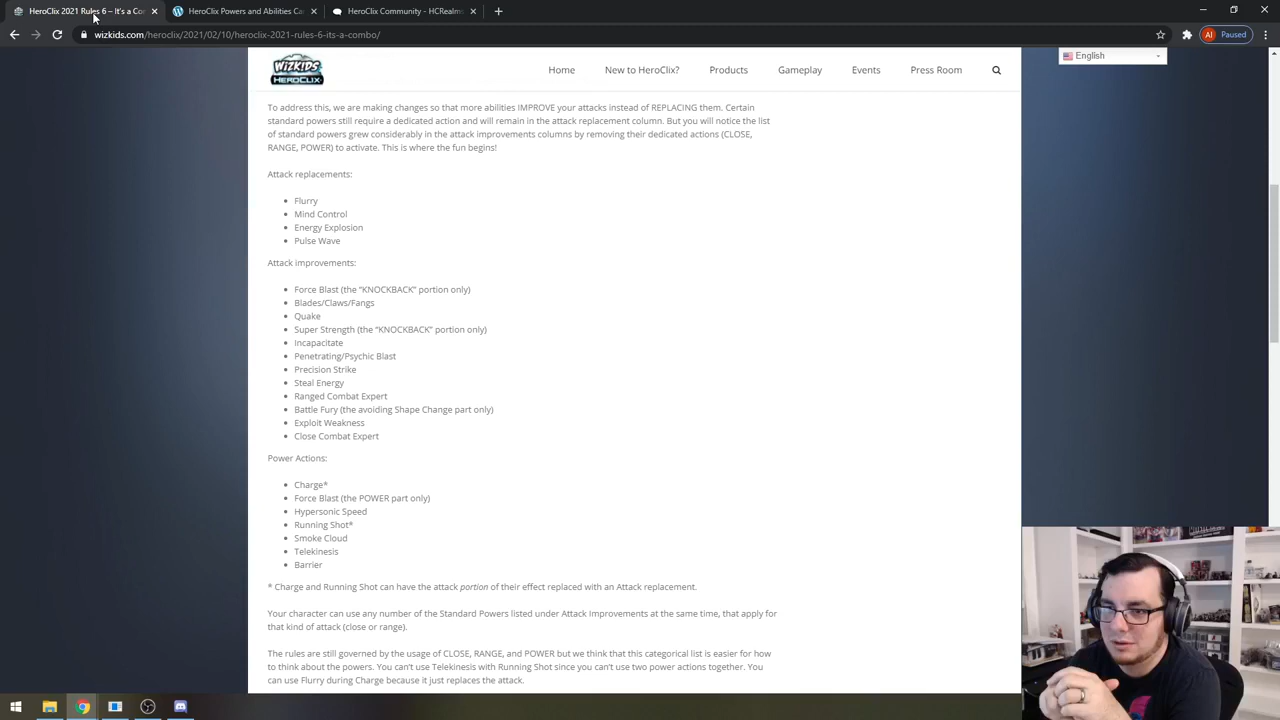 HeroClix 2021 Rules 6 – It's a Co
HeroClix Powers and Abilities Ca
Community - HCRealms
wizkids.com/heroclix/2021/02/10/heroclix-2021-rules-6-its-a-combo/
AI Paused
WIZKIDS
HEROCLIX
Home New to HeroClix? Products Gameplay Events Press Room
English
To address this, we are making changes so that more abilities IMPROVE your attacks instead of REPLACING them. Certain
standard powers still require a dedicated action and will remain in the attack replacement column. But you will notice the list
of standard powers grew considerably in the attack improvements columns by removing their dedicated actions (CLOSE,
RANGE, POWER) to activate. This is where the fun begins!
Attack replacements:
• Flurry
• Mind Control
• Energy Explosion
• Pulse Wave
Attack improvements:
• Force Blast (the “KNOCKBACK” portion only)
• Blades/Claws/Fangs
• Quake
• Super Strength (the “KNOCKBACK” portion only)
• Incapacitate
• Penetrating/Psychic Blast
• Precision Strike
• Steal Energy
• Ranged Combat Expert
• Battle Fury (the avoiding Shape Change part only)
• Exploit Weakness
• Close Combat Expert
Power Actions:
• Charge*
• Force Blast (the POWER part only)
• Hypersonic Speed
• Running Shot*
• Smoke Cloud
• Telekinesis
• Barrier
* Charge and Running Shot can have the attack portion of their effect replaced with an Attack replacement.
Your character can use any number of the Standard Powers listed under Attack Improvements at the same time, that apply for
that kind of attack (close or range).
The rules are still governed by the usage of CLOSE, RANGE, and POWER but we think that this categorical list is easier for how
to think about the powers. You can’t use Telekinesis with Running Shot since you can’t use two power actions together. You
can use Flurry during Charge because it just replaces the attack.